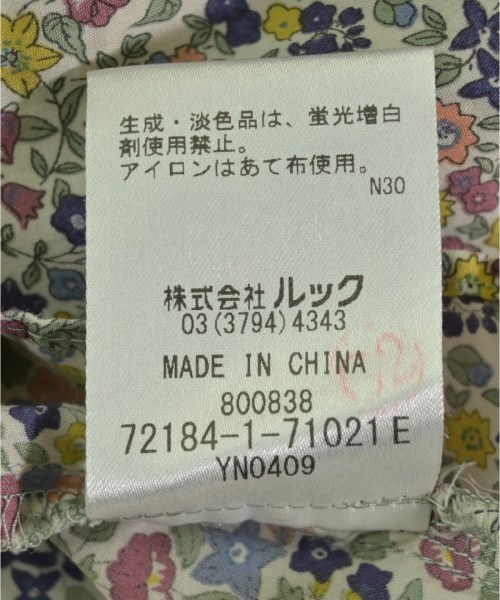 生成・淡色品は、蛍光増白
剤使用禁止。
アイロンはあて布使用。
N30
株式会社 ルック
03(3794)4343
MADE IN CHINA
800838
72184-1-71021E
YN0409